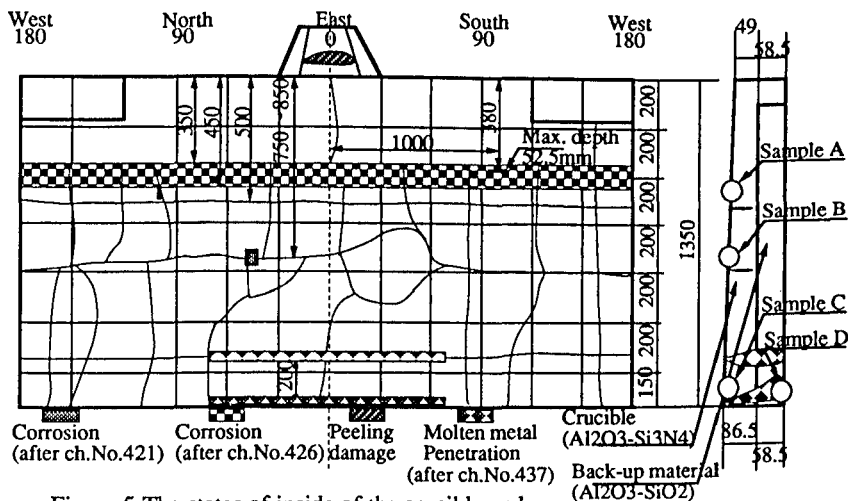 West North East South West
180 90 0 90 180
49
58.5
350
450
500
750 - 850
380
1000
Max. depth
52.5mm
200
200
200
200
200
200
150
1350
200
Sample A
Sample B
Sample C
Sample D
Corrosion
(after ch.No.421)
Corrosion
(after ch.No.426)
Peeling
damage
Molten metal
Penetration
(after ch.No.437)
Crucible
(Al2O3-Si3N4)
Back-up material
(Al2O3-SiO2)
86.5
58.5